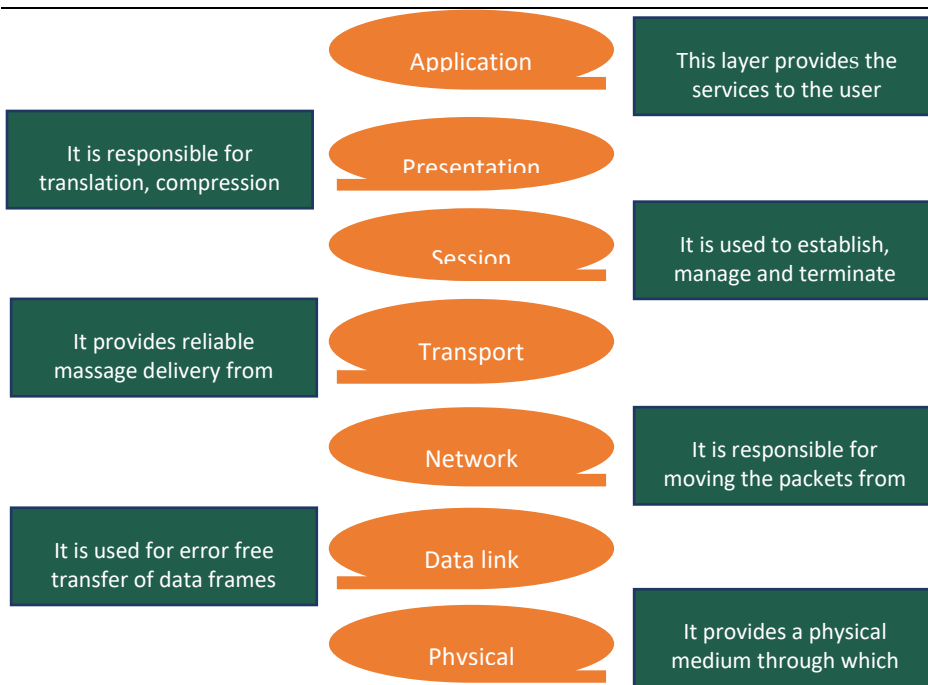 Application
This layer provides the
services to the user
It is responsible for
translation, compression
Presentation
Session
It is used to establish,
manage and terminate
It provides reliable
massage delivery from
Transport
Network
It is responsible for
moving the packets from
It is used for error free
transfer of data frames
Data link
Physical
It provides a physical
medium through which